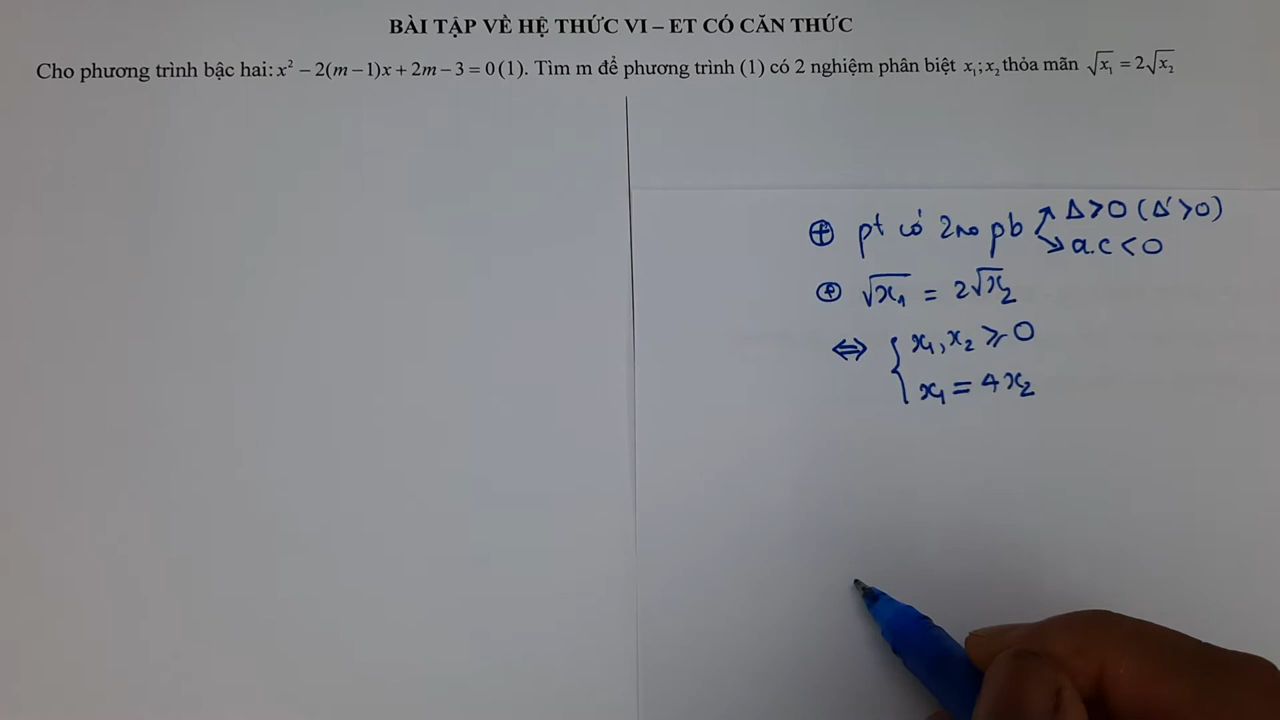 BÀI TẬP VỀ HỆ THỨC VI – ET CÓ CĂN THỨC
Cho phương trình bậc hai: x² − 2(m − 1)x + 2m − 3 = 0 (1). Tìm m để phương trình (1) có 2 nghiệm phân biệt x₁; x₂ thỏa mãn √x₁ = 2√x₂
⊕ pt có 2no pb ↗ Δ > 0 (Δ' > 0)
↘ a.c < 0
⊕ √x₁ = 2√x₂
⇔ { x₁, x₂ ⩾ 0
x₁ = 4x₂